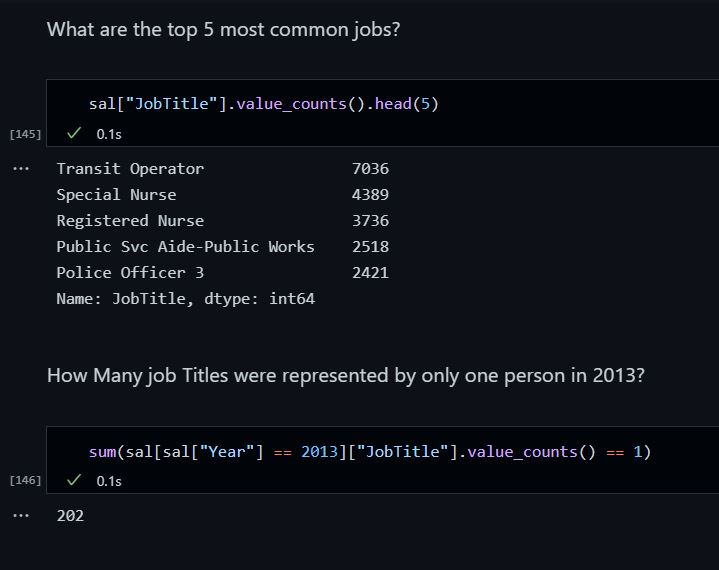 What are the top 5 most common jobs?
sal["JobTitle"].value_counts().head(5)
[145]
0.1s
Transit Operator 7036
Special Nurse 4389
Registered Nurse 3736
Public Svc Aide-Public Works 2518
Police Officer 3 2421
Name: JobTitle, dtype: int64
How Many job Titles were represented by only one person in 2013?
sum(sal[sal["Year"] == 2013]["JobTitle"].value_counts() == 1)
[146]
0.1s
202